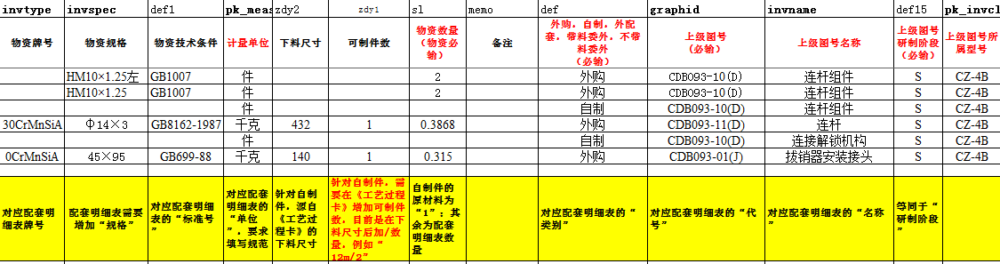 invtype invspec def1 pk_meas zdy2 zdy1 sl memo def graphid invname def15 pk_invcl
物资牌号 物资规格 物资技术条件 计量单位 下料尺寸 可制件数 物资数量（物资必输） 备注 外购，自制，外配套，带料委外，不带料委外（必输） 上级图号（必输） 上级图号名称 上级图号研制阶段（必输） 上级图号所属型号
HM10×1.25左 GB1007 件 2 外购 CDB093-10(D) 连杆组件 S CZ-4B
HM10×1.25 GB1007 件 2 外购 CDB093-10(D) 连杆组件 S CZ-4B
件 自制 CDB093-10(D) 连杆组件 S CZ-4B
30CrMnSiA Φ14×3 GB8162-1987 千克 432 1 0.3868 外购 CDB093-11(D) 连杆 S CZ-4B
件 自制 CDB093-10(D) 连接解锁机构 S CZ-4B
0CrMnSiA 45×95 GB699-88 千克 140 1 0.315 外购 CDB093-01(J) 拔销器安装接头 S CZ-4B
对应配套明细表牌号 配套明细表需要增加“规格” 对应配套明细表的“标准号” 对应配套明细表的“单位”，要求填写规范 针对自制件，源自《工艺过程卡》的下料尺寸 针对自制件，需要在《工艺过程卡》增加可制件数，目前是在下料尺寸后加/数量，例如“12m/2” 自制件的原材料为“1”；其余为配套明细表数量 对应配套明细表的“类别” 对应配套明细表的“代号” 对应配套明细表的“名称” 等同于“研制阶段”